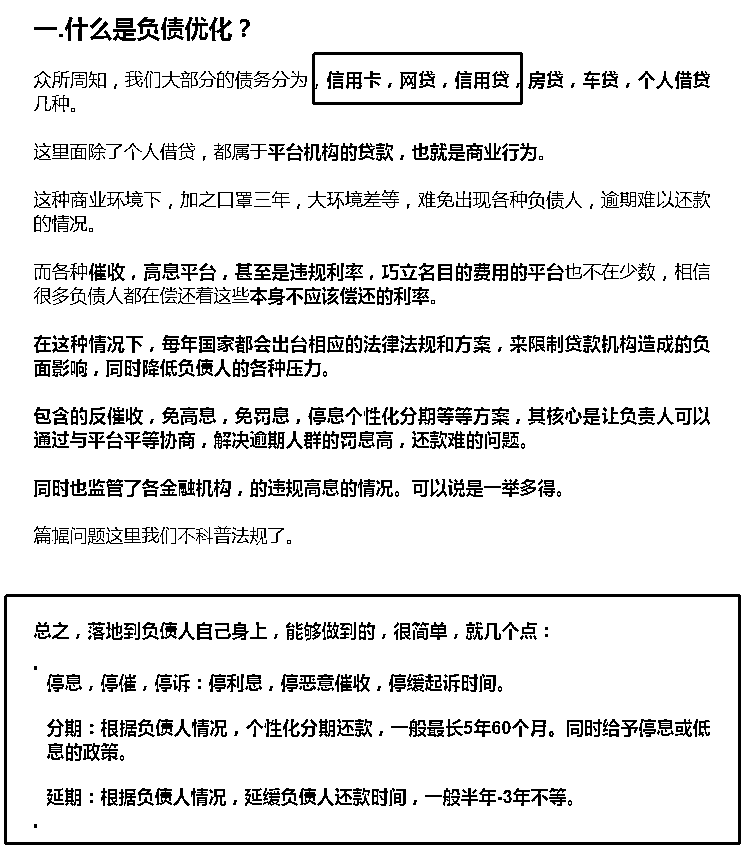 一.什么是负债优化？
众所周知，我们大部分的债务分为，信用卡，网贷，信用贷，房贷，车贷，个人借贷
几种。
这里面除了个人借贷，都属于平台机构的贷款，也就是商业行为。
这种商业环境下，加之口罩三年，大环境差等，难免出现各种负债人，逾期难以还款
的情况。
而各种催收，高息平台，甚至是违规利率，巧立名目的费用的平台也不在少数，相信
很多负债人都在偿还着这些本身不应该偿还的利率。
在这种情况下，每年国家都会出台相应的法律法规和方案，来限制贷款机构造成的负
面影响，同时降低负债人的各种压力。
包含的反催收，免高息，免罚息，停息个性化分期等等方案，其核心是让负责人可以
通过与平台平等协商，解决逾期人群的罚息高，还款难的问题。
同时也监管了各金融机构，的违规高息的情况。可以说是一举多得。
篇幅问题这里我们不科普法规了。
总之，落地到负债人自己身上，能够做到的，很简单，就几个点：
停息，停催，停诉：停利息，停恶意催收，停缓起诉时间。
分期：根据负债人情况，个性化分期还款，一般最长5年60个月。同时给予停息或低
息的政策。
延期：根据负债人情况，延缓负债人还款时间，一般半年-3年不等。